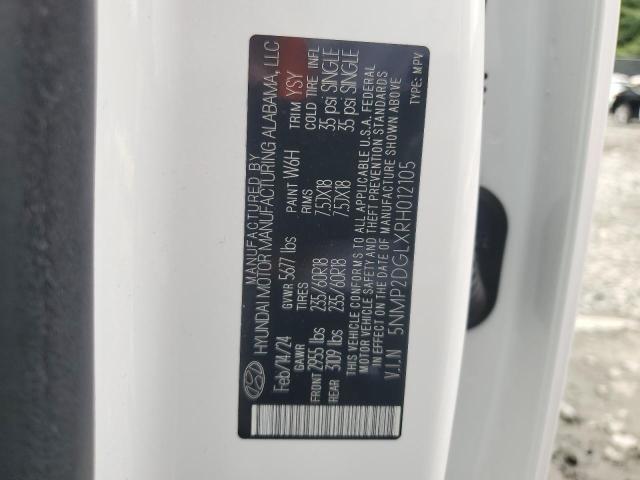 MANUFACTURED BY
HYUNDAI MOTOR MANUFACTURING ALABAMA, LLC
Feb/14/24 GVWR 5677 lbs PAINT W6H TRIM YSY
GAWR TIRES RIMS COLD TIRE INFL
FRONT 2955 lbs 235/60R18 7.5JX18 35 psi SINGLE
REAR 3109 lbs 235/60R18 7.5JX18 35 psi SINGLE
THIS VEHICLE CONFORMS TO ALL APPLICABLE U.S.A. FEDERAL
MOTOR VEHICLE SAFETY AND THEFT PREVENTION STANDARDS
IN EFFECT ON THE DATE OF MANUFACTURE SHOWN ABOVE
V.I.N 5NMP2DGLXRH012105 TYPE: MPV